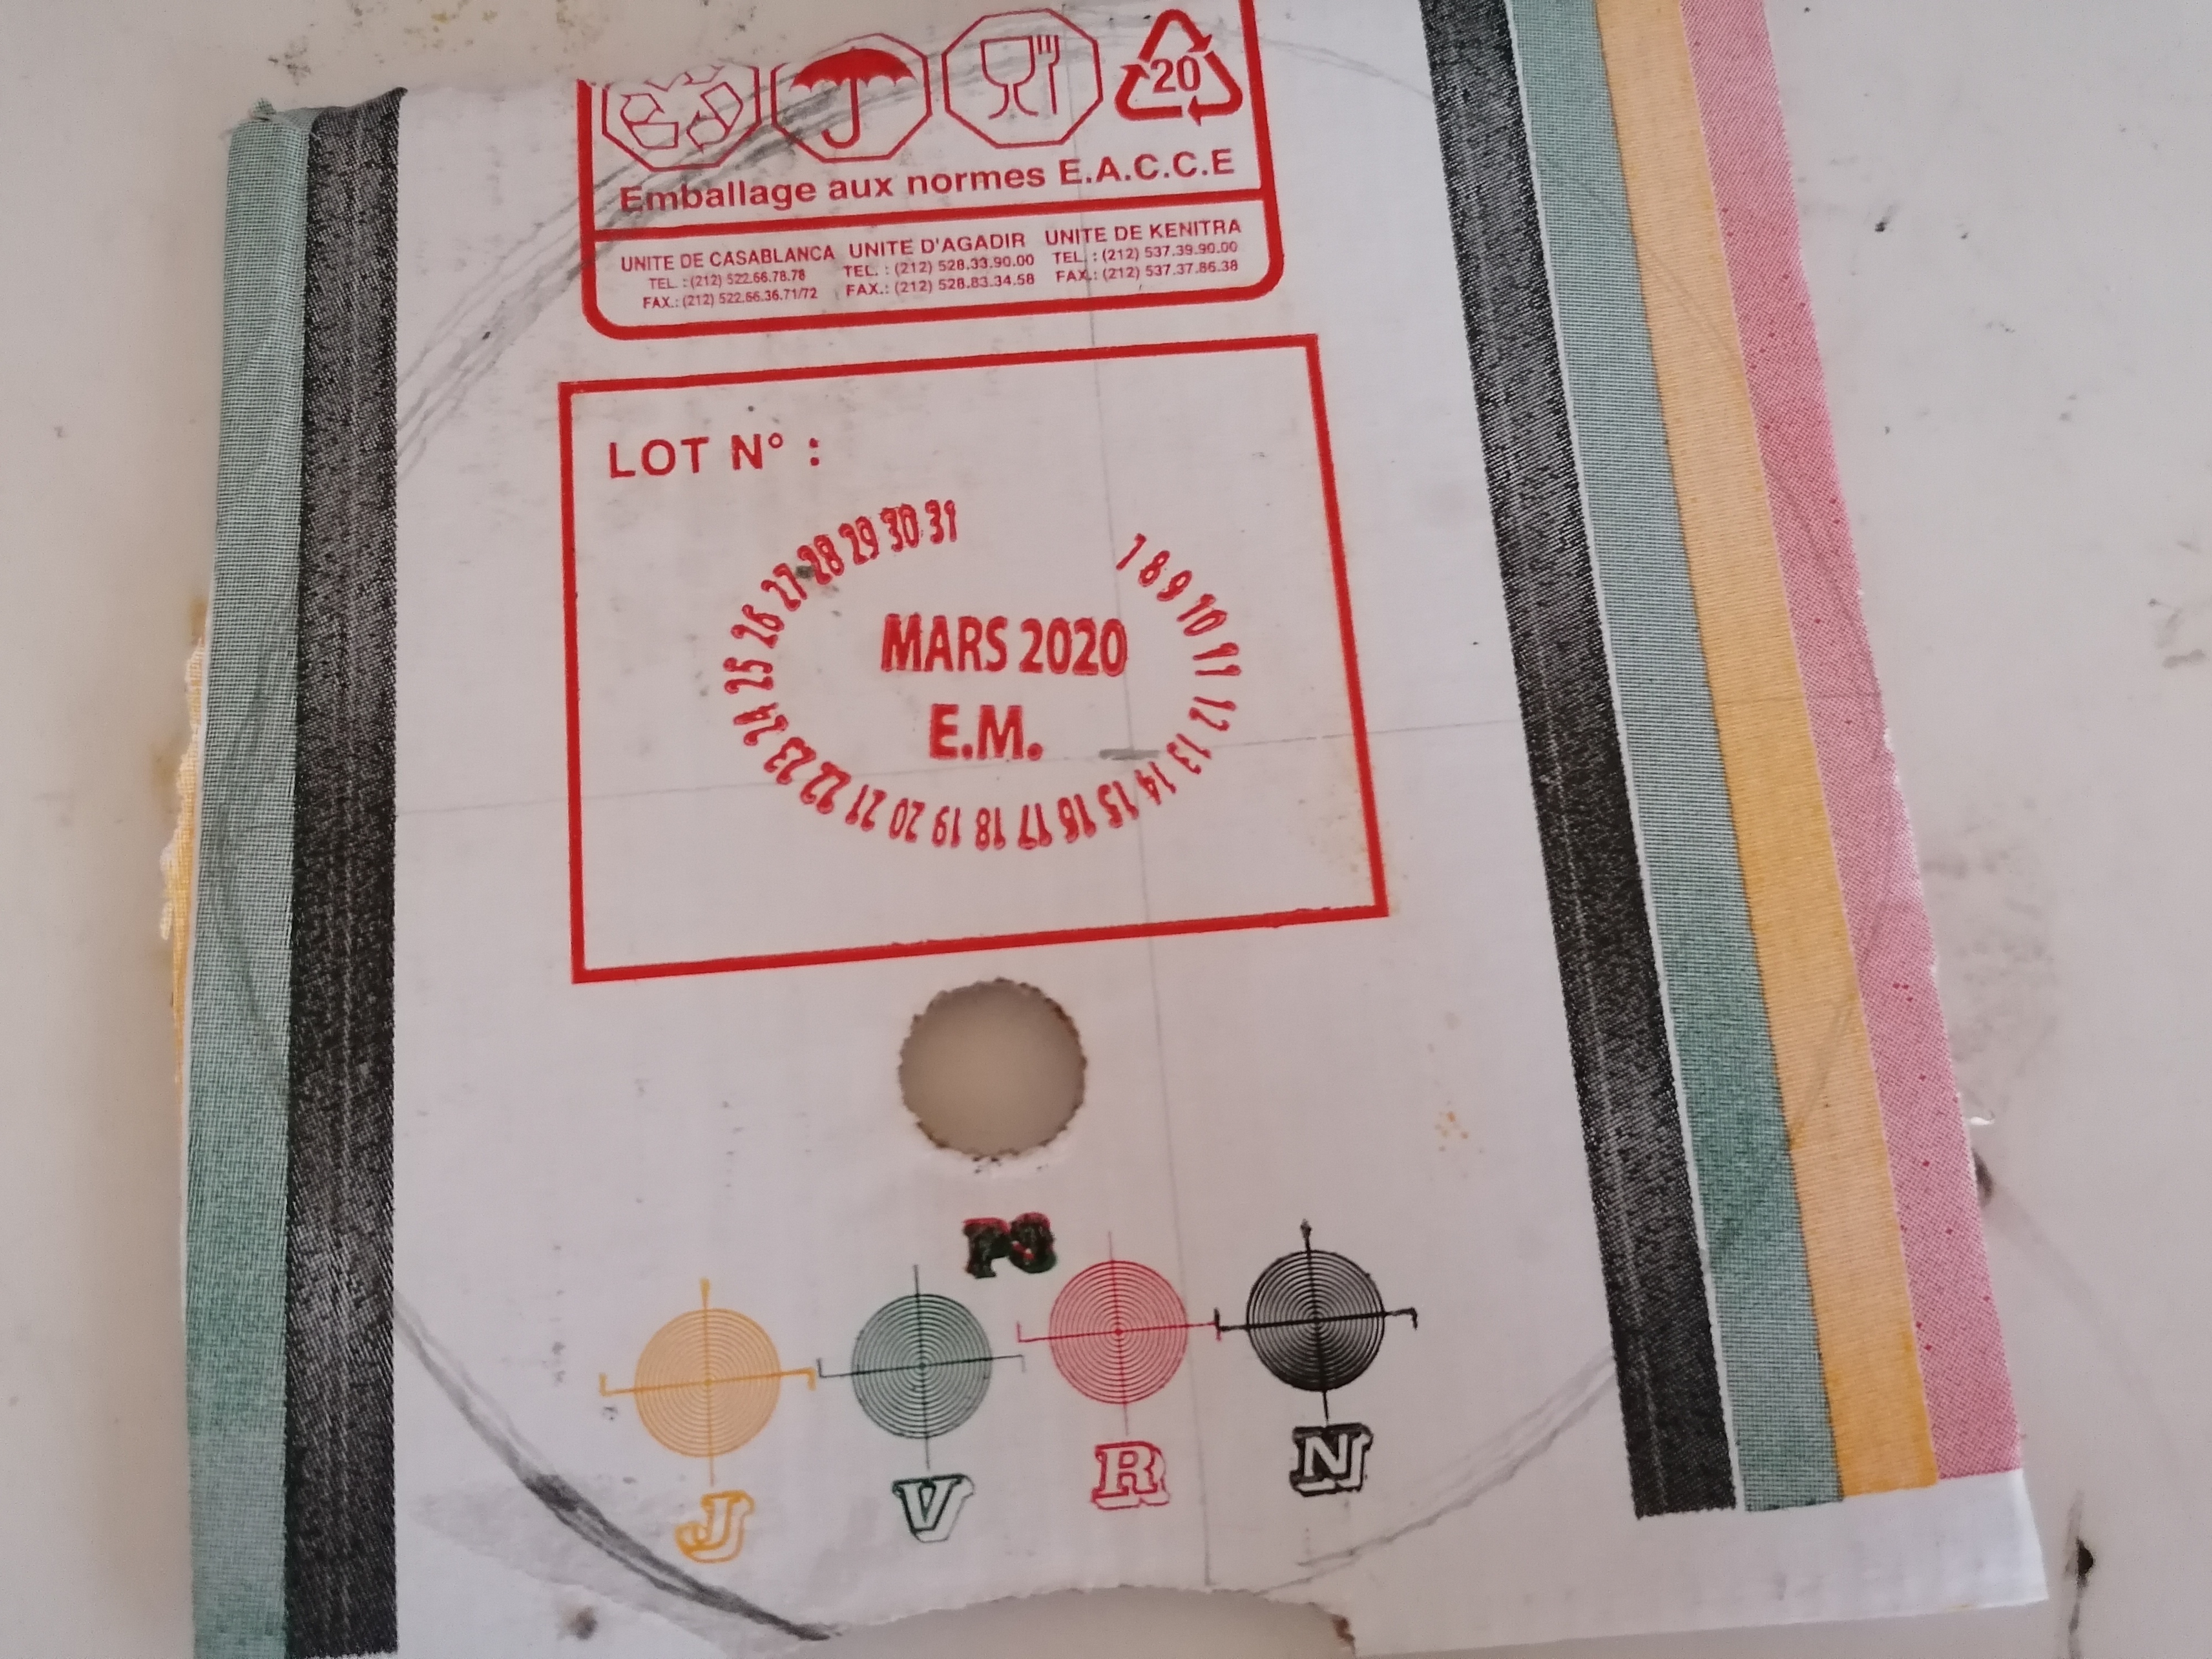 20
Emballage aux normes E.A.C.C.E
UNITE DE CASABLANCA
TEL. : (212) 522.66.78.78
FAX.: (212) 522.66.36.71/72
UNITE D'AGADIR
TEL. : (212) 528.33.90.00
FAX.: (212) 528.83.34.58
UNITE DE KENITRA
TEL. : (212) 537.39.90.00
FAX.: (212) 537.37.86.38
LOT N° :
7 8 9 10 11 12 13 14 15 16 17 18 19 20 21 22 23 24 25 26 27 28 29 30 31
MARS 2020
E.M.
J V R N